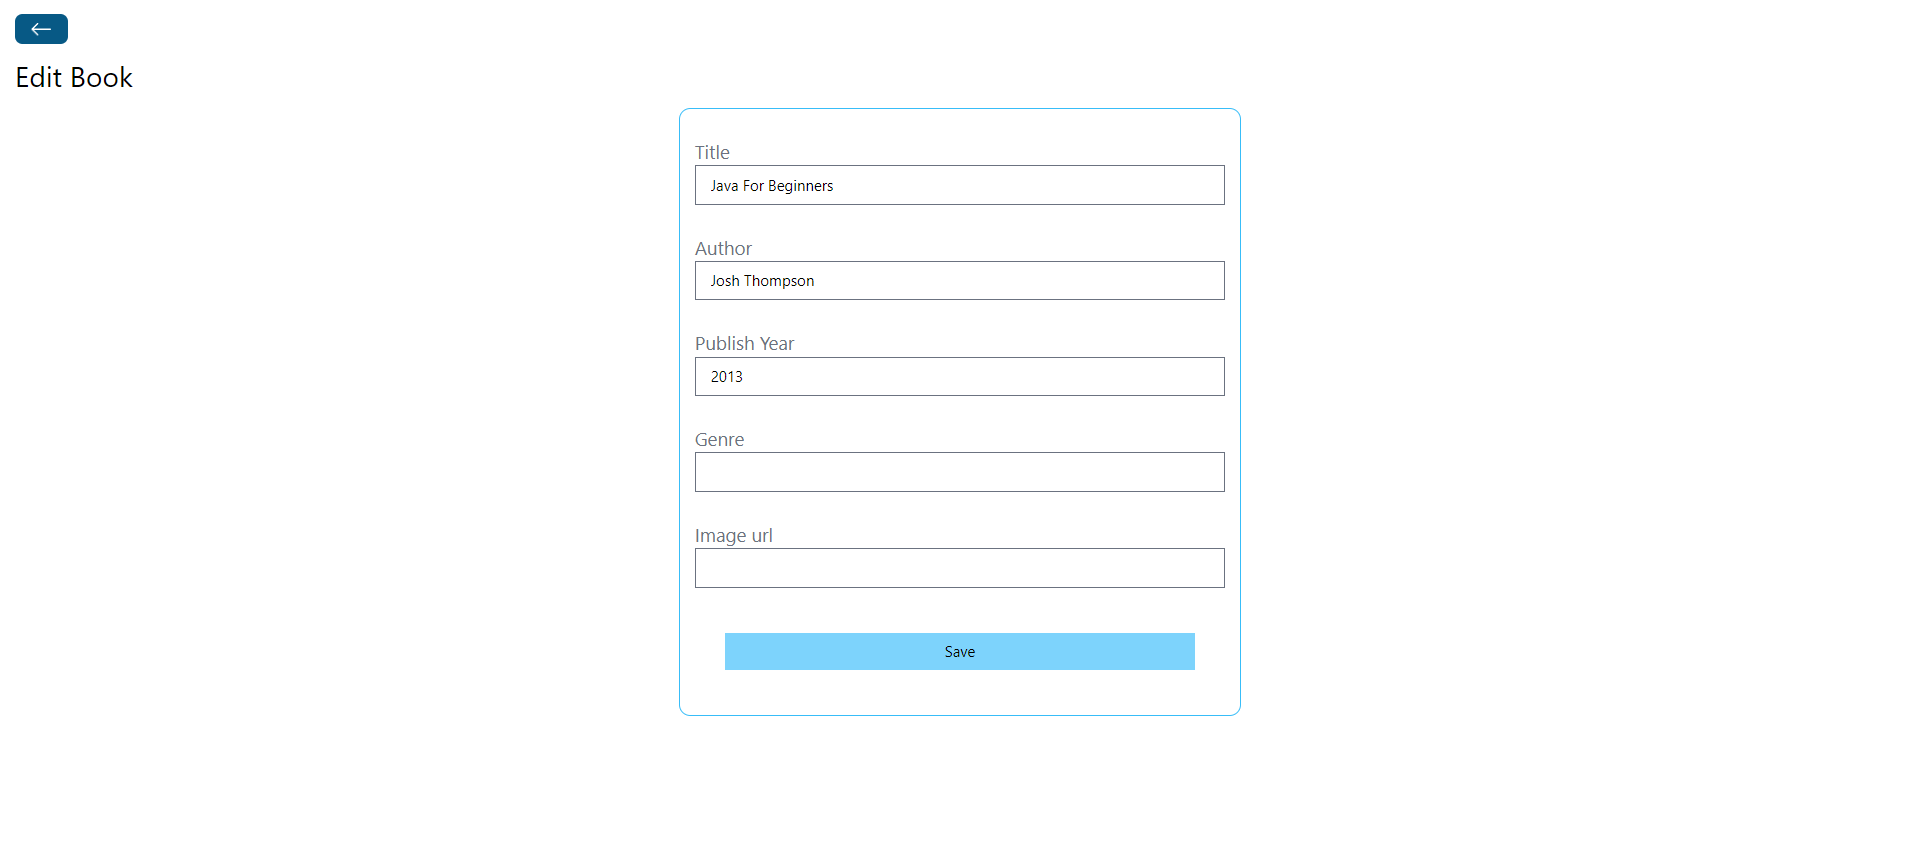 Edit Book
Title
Java For Beginners
Author
Josh Thompson
Publish Year
2013
Genre
Image url
Save